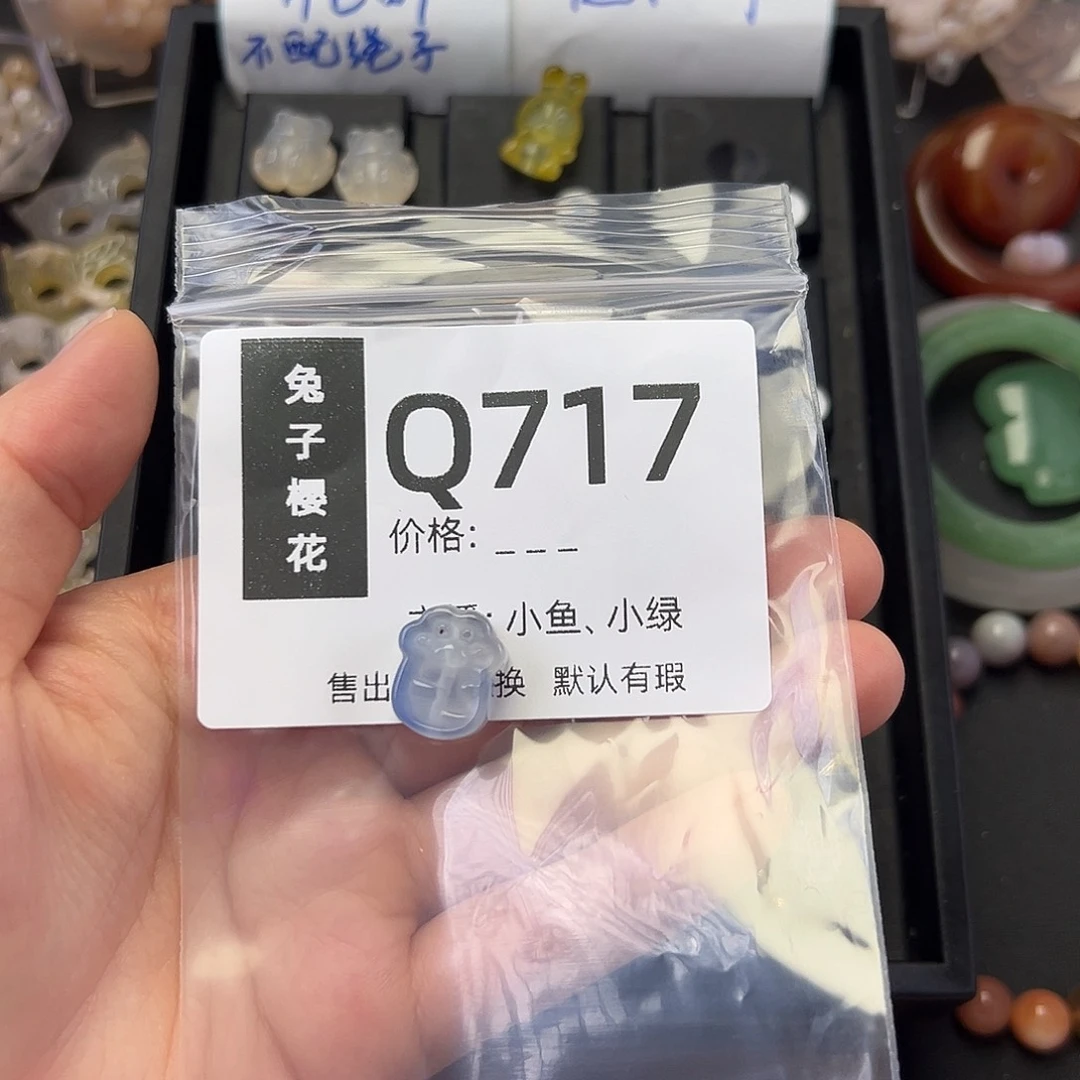 不配绳子
兔子樱花
Q717
价格: _ _ _
: 小鱼、小绿
售出 换 默认有瑕